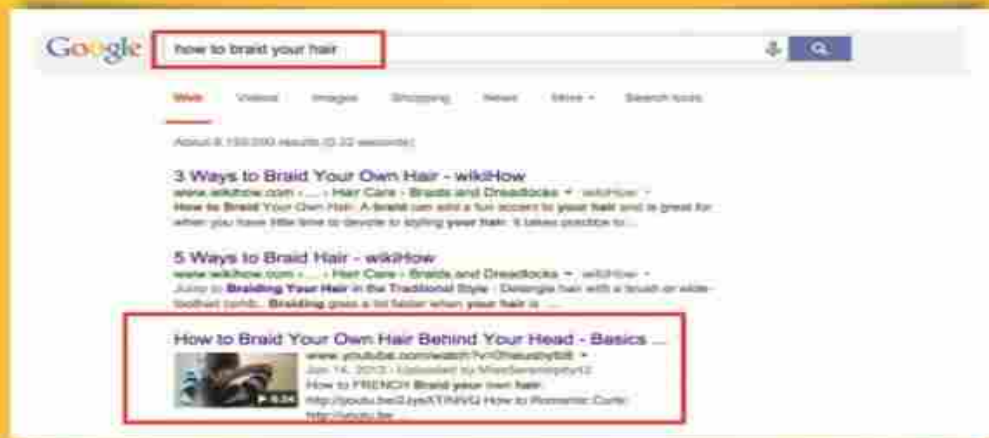 Google how to braid your hair
Web Videos Images Shopping News More Search tools
About results seconds)
3 Ways to Braid Your Own Hair - wikiHow
www.wikihow.com › ... › Hair Care › Braids and Dreadlocks wikiHow
How to Braid Your Own Hair. A braid can add a fun accent to your hair and is great for
when you have little time to devote to styling your hair. It takes practice to ...
5 Ways to Braid Hair - wikiHow
www.wikihow.com › ... › Hair Care › Braids and Dreadlocks wikiHow
Jump to Braiding Your Hair in the Traditional Style - Detangle hair with a brush or wide-
toothed comb. Braiding goes a lot faster when your hair is ...
How to Braid Your Own Hair Behind Your Head - Basics ...
Uploaded by
How to FRENCH Braid your own hair:
How to Romantic Curls: